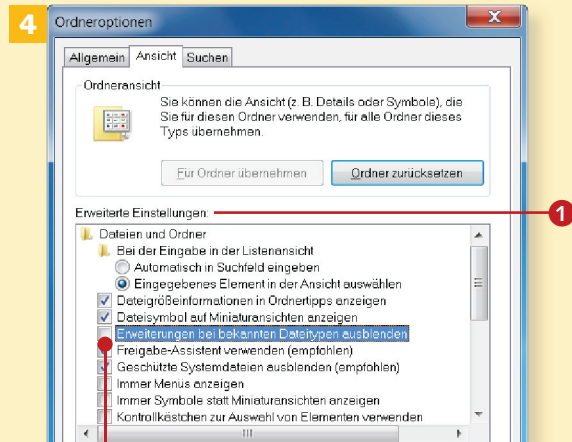 4
Ordneroptionen
X
Allgemein Ansicht Suchen
Ordneransicht
Sie können die Ansicht (z. B. Details oder Symbole), die
Sie für diesen Ordner verwenden, für alle Ordner dieses
Typs übernehmen.
Für Ordner übernehmen Ordner zurücksetzen
Erweiterte Einstellungen:
1
Dateien und Ordner
Bei der Eingabe in der Listenansicht
Automatisch in Suchfeld eingeben
Eingegebenes Element in der Ansicht auswählen
Dateigrößeinformationen in Ordnertipps anzeigen
Dateisymbol auf Miniaturansichten anzeigen
Erweiterungen bei bekannten Dateitypen ausblenden
Freigabe-Assistent verwenden (empfohlen)
Geschützte Systemdateien ausblenden (empfohlen)
Immer Menüs anzeigen
Immer Symbole statt Miniaturansichten anzeigen
Kontrollkästchen zur Auswahl von Elementen verwenden